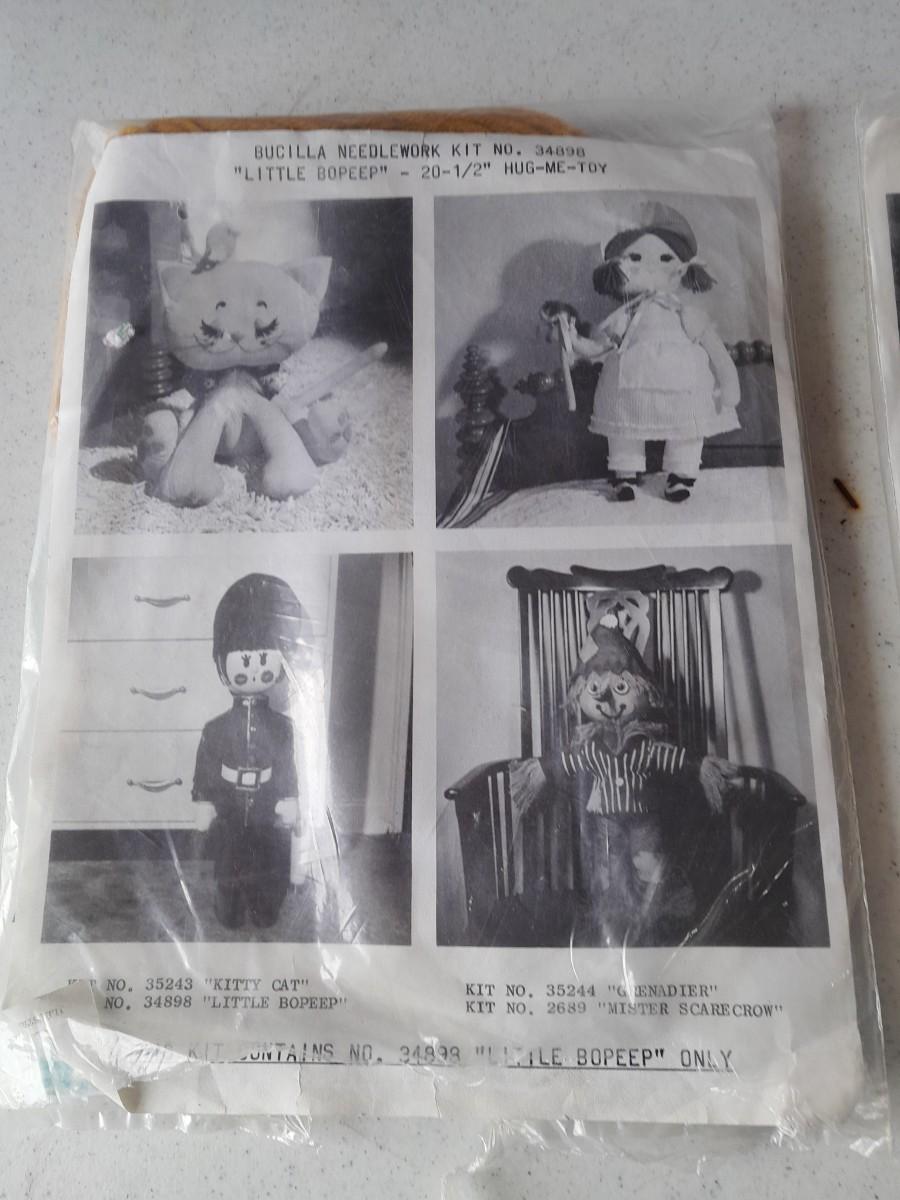 BUCILLA NEEDLEWORK KIT NO. 34898
"LITTLE BOPEEP" - 20-1/2" HUG-ME-TOY
NO. 35243 "KITTY CAT"
NO. 34898 "LITTLE BOPEEP"
KIT NO. 35244 "GRENADIER"
KIT NO. 2689 "MISTER SCARECROW"
KIT CONTAINS NO. 34898 "LITTLE BOPEEP" ONLY